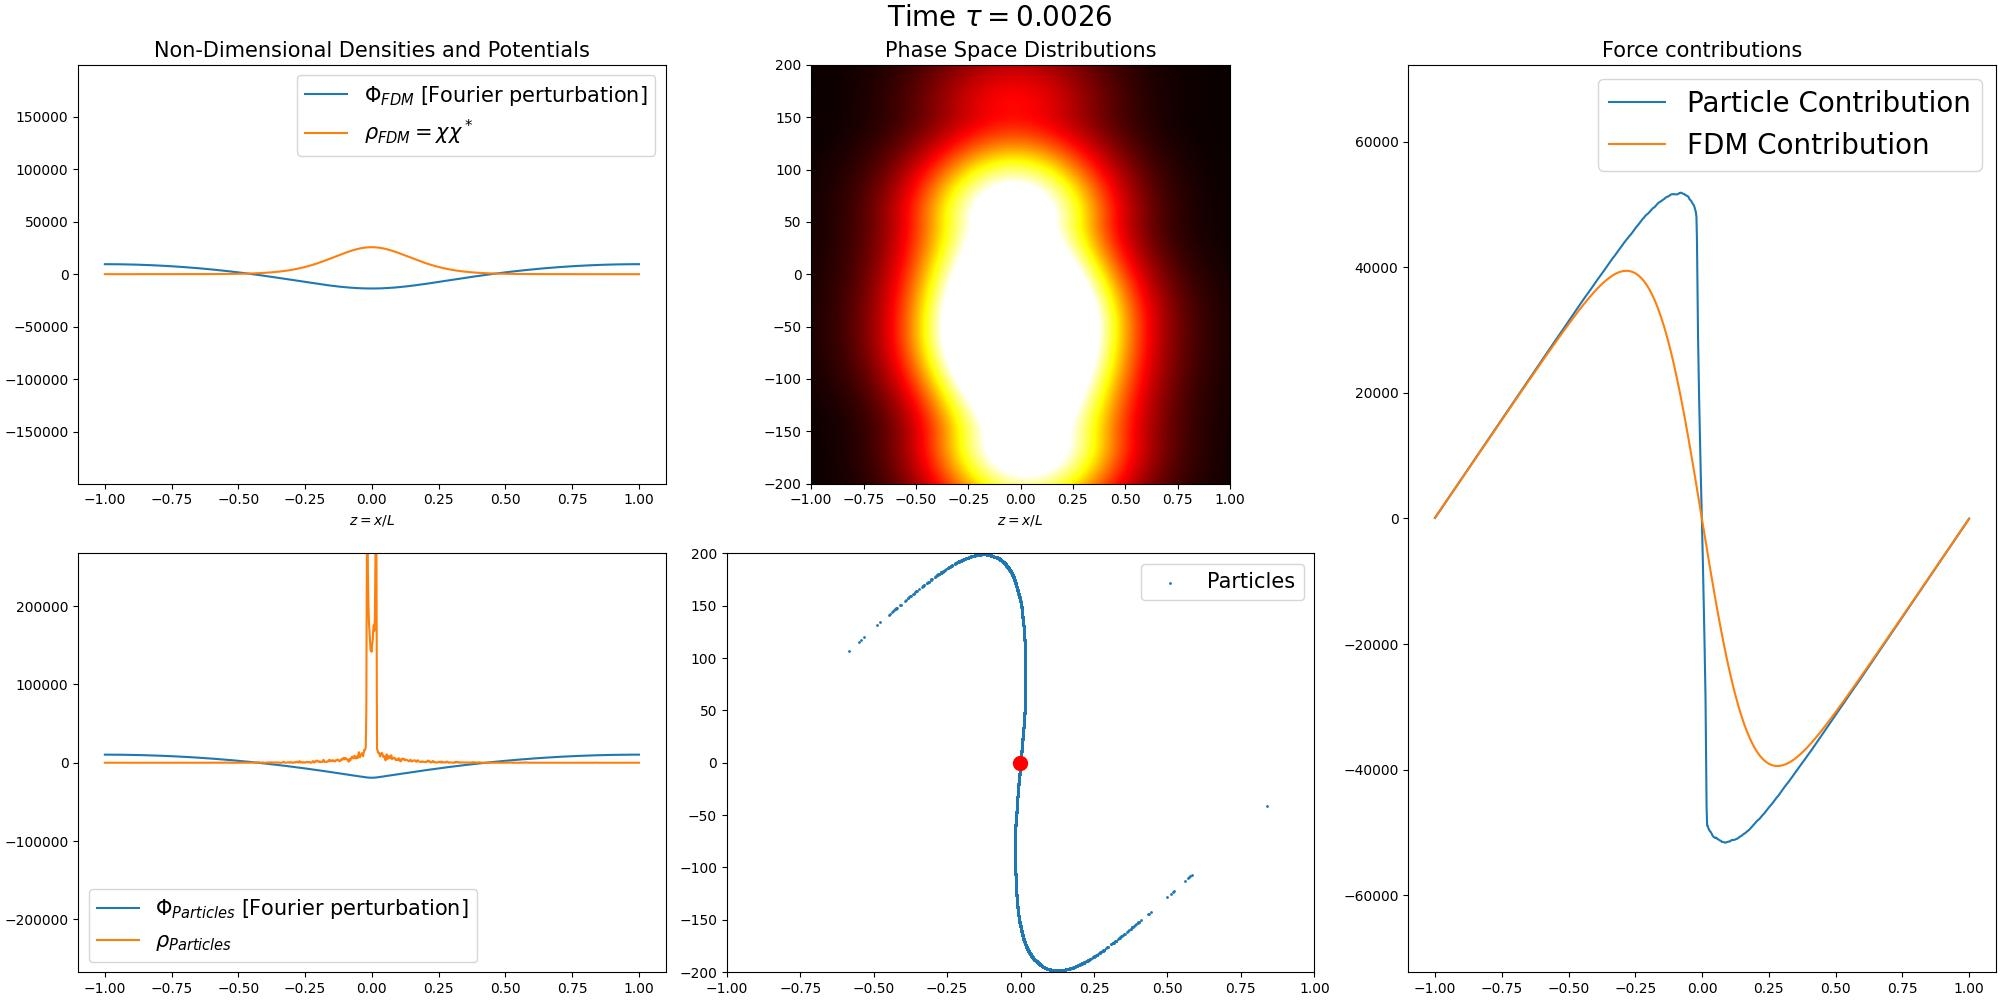 Time τ = 0.0026
Non-Dimensional Densities and Potentials
Φ_FDM [Fourier perturbation]
ρ_FDM = χχ*
150000
100000
50000
0
−50000
−100000
−150000
−1.00 −0.75 −0.50 −0.25 0.00 0.25 0.50 0.75 1.00
z = x/L
Phase Space Distributions
200
150
100
50
0
−50
−100
−150
−200
−1.00 −0.75 −0.50 −0.25 0.00 0.25 0.50 0.75 1.00
z = x/L
Force contributions
Particle Contribution
FDM Contribution
60000
40000
20000
0
−20000
−40000
−60000
−1.00 −0.75 −0.50 −0.25 0.00 0.25 0.50 0.75 1.00
200000
100000
0
−100000
−200000
Φ_Particles [Fourier perturbation]
ρ_Particles
−1.00 −0.75 −0.50 −0.25 0.00 0.25 0.50 0.75 1.00
Particles
200
150
100
50
0
−50
−100
−150
−200
−1.00 −0.75 −0.50 −0.25 0.00 0.25 0.50 0.75 1.00